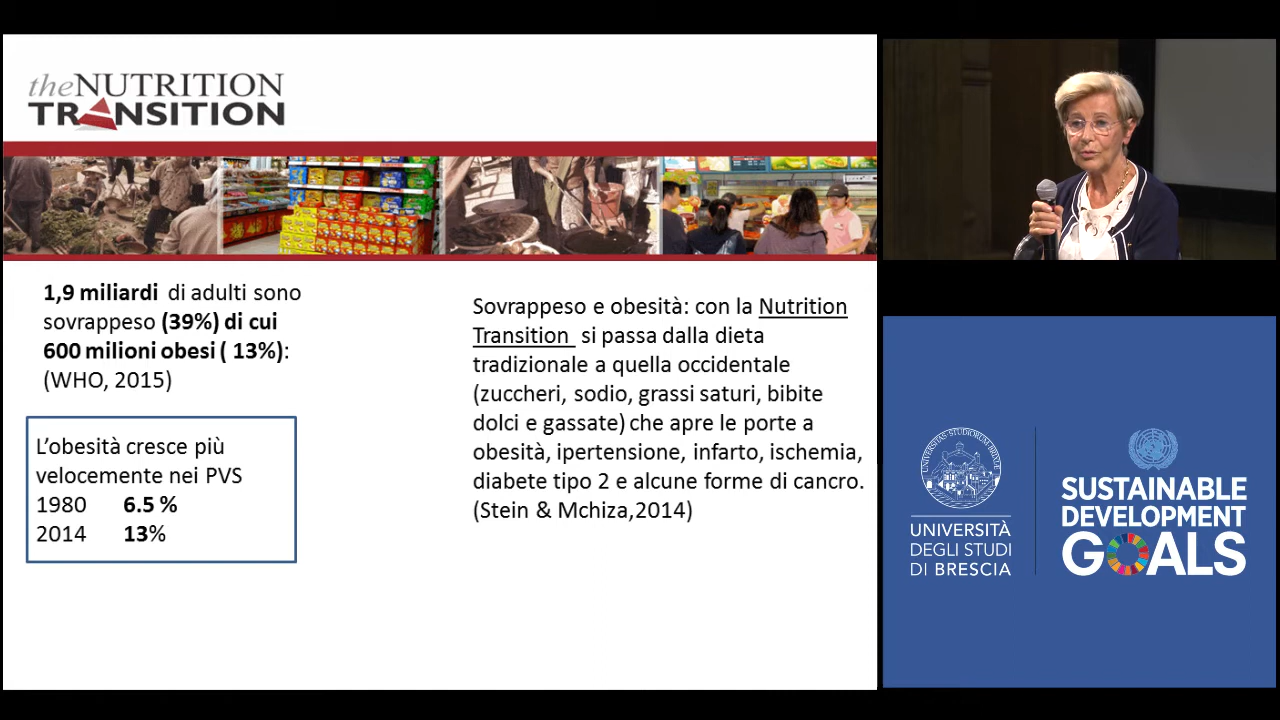 theNUTRITION
TRANSITION
1,9 miliardi di adulti sono
sovrappeso (39%) di cui
600 milioni obesi ( 13%):
(WHO, 2015)
L'obesità cresce più
velocemente nei PVS
1980 6.5 %
2014 13%
Sovrappeso e obesità: con la Nutrition
Transition si passa dalla dieta
tradizionale a quella occidentale
(zuccheri, sodio, grassi saturi, bibite
dolci e gassate) che apre le porte a
obesità, ipertensione, infarto, ischemia,
diabete tipo 2 e alcune forme di cancro.
(Stein & Mchiza,2014)
UNIVERSITÀ
DEGLI STUDI
DI BRESCIA
SUSTAINABLE
DEVELOPMENT
GOALS